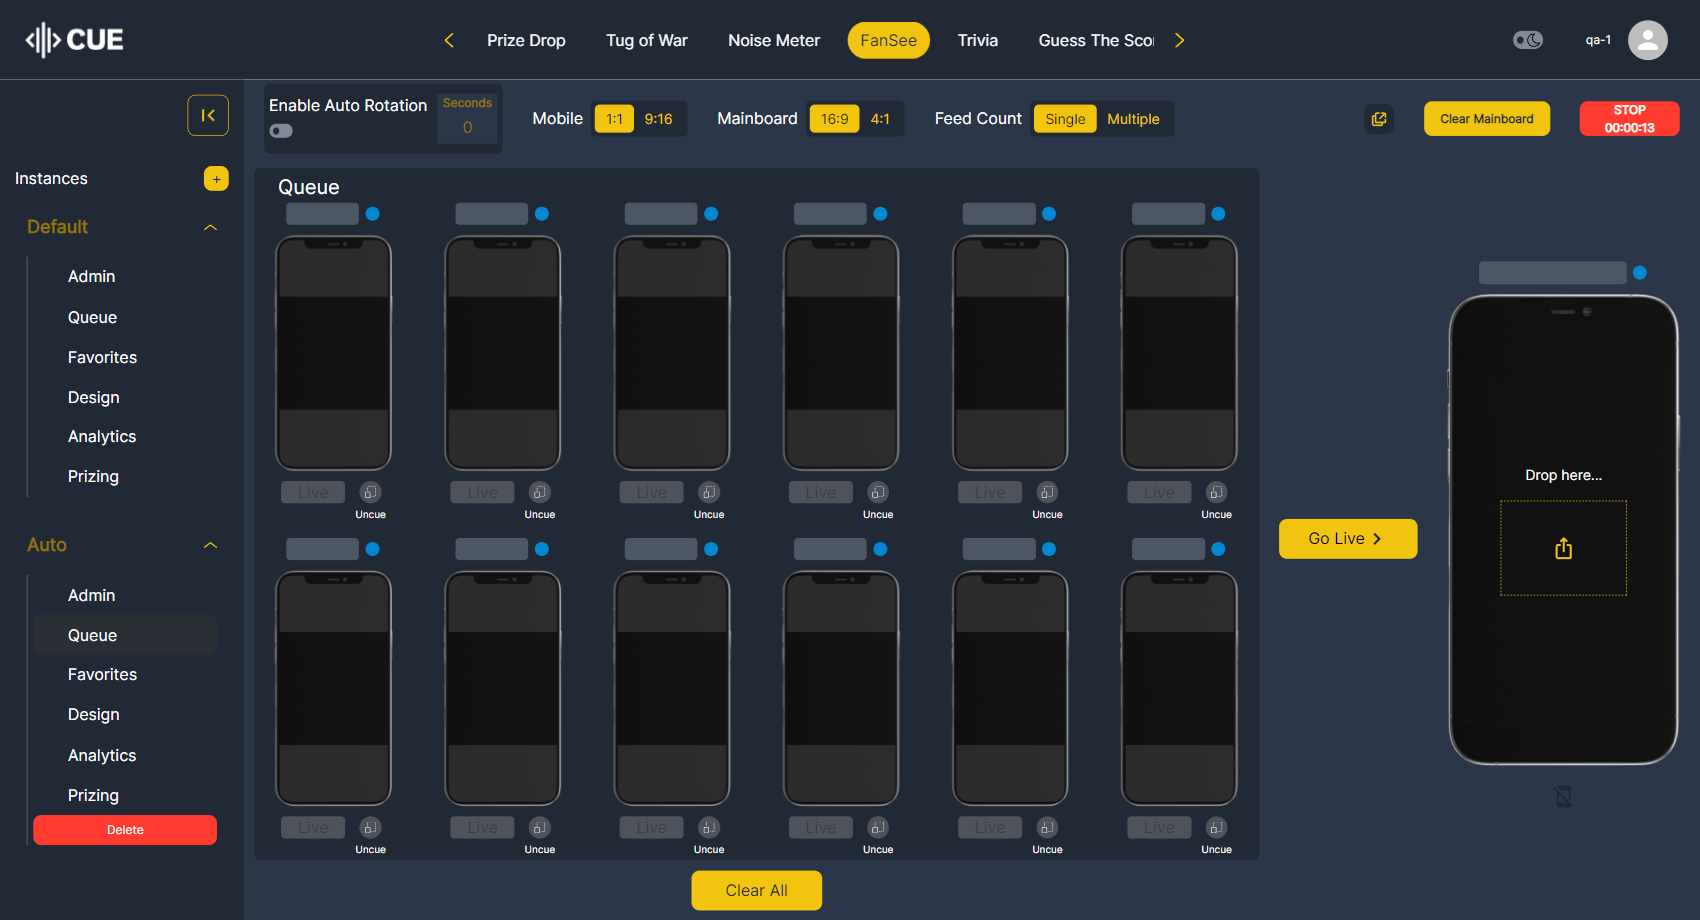 CUE
Prize Drop
Tug of War
Noise Meter
FanSee
Trivia
Guess The Scor
qa-1
Enable Auto Rotation
Seconds
0
Mobile
1:1
9:16
Mainboard
16:9
4:1
Feed Count
Single
Multiple
Clear Mainboard
STOP
00:00:13
Instances
+
Default
Admin
Queue
Favorites
Design
Analytics
Prizing
Auto
Admin
Queue
Favorites
Design
Analytics
Prizing
Delete
Queue
Live
Live
Live
Live
Live
Live
Uncue
Uncue
Uncue
Uncue
Uncue
Uncue
Live
Live
Live
Live
Live
Live
Uncue
Uncue
Uncue
Uncue
Uncue
Uncue
Clear All
Go Live
Drop here...